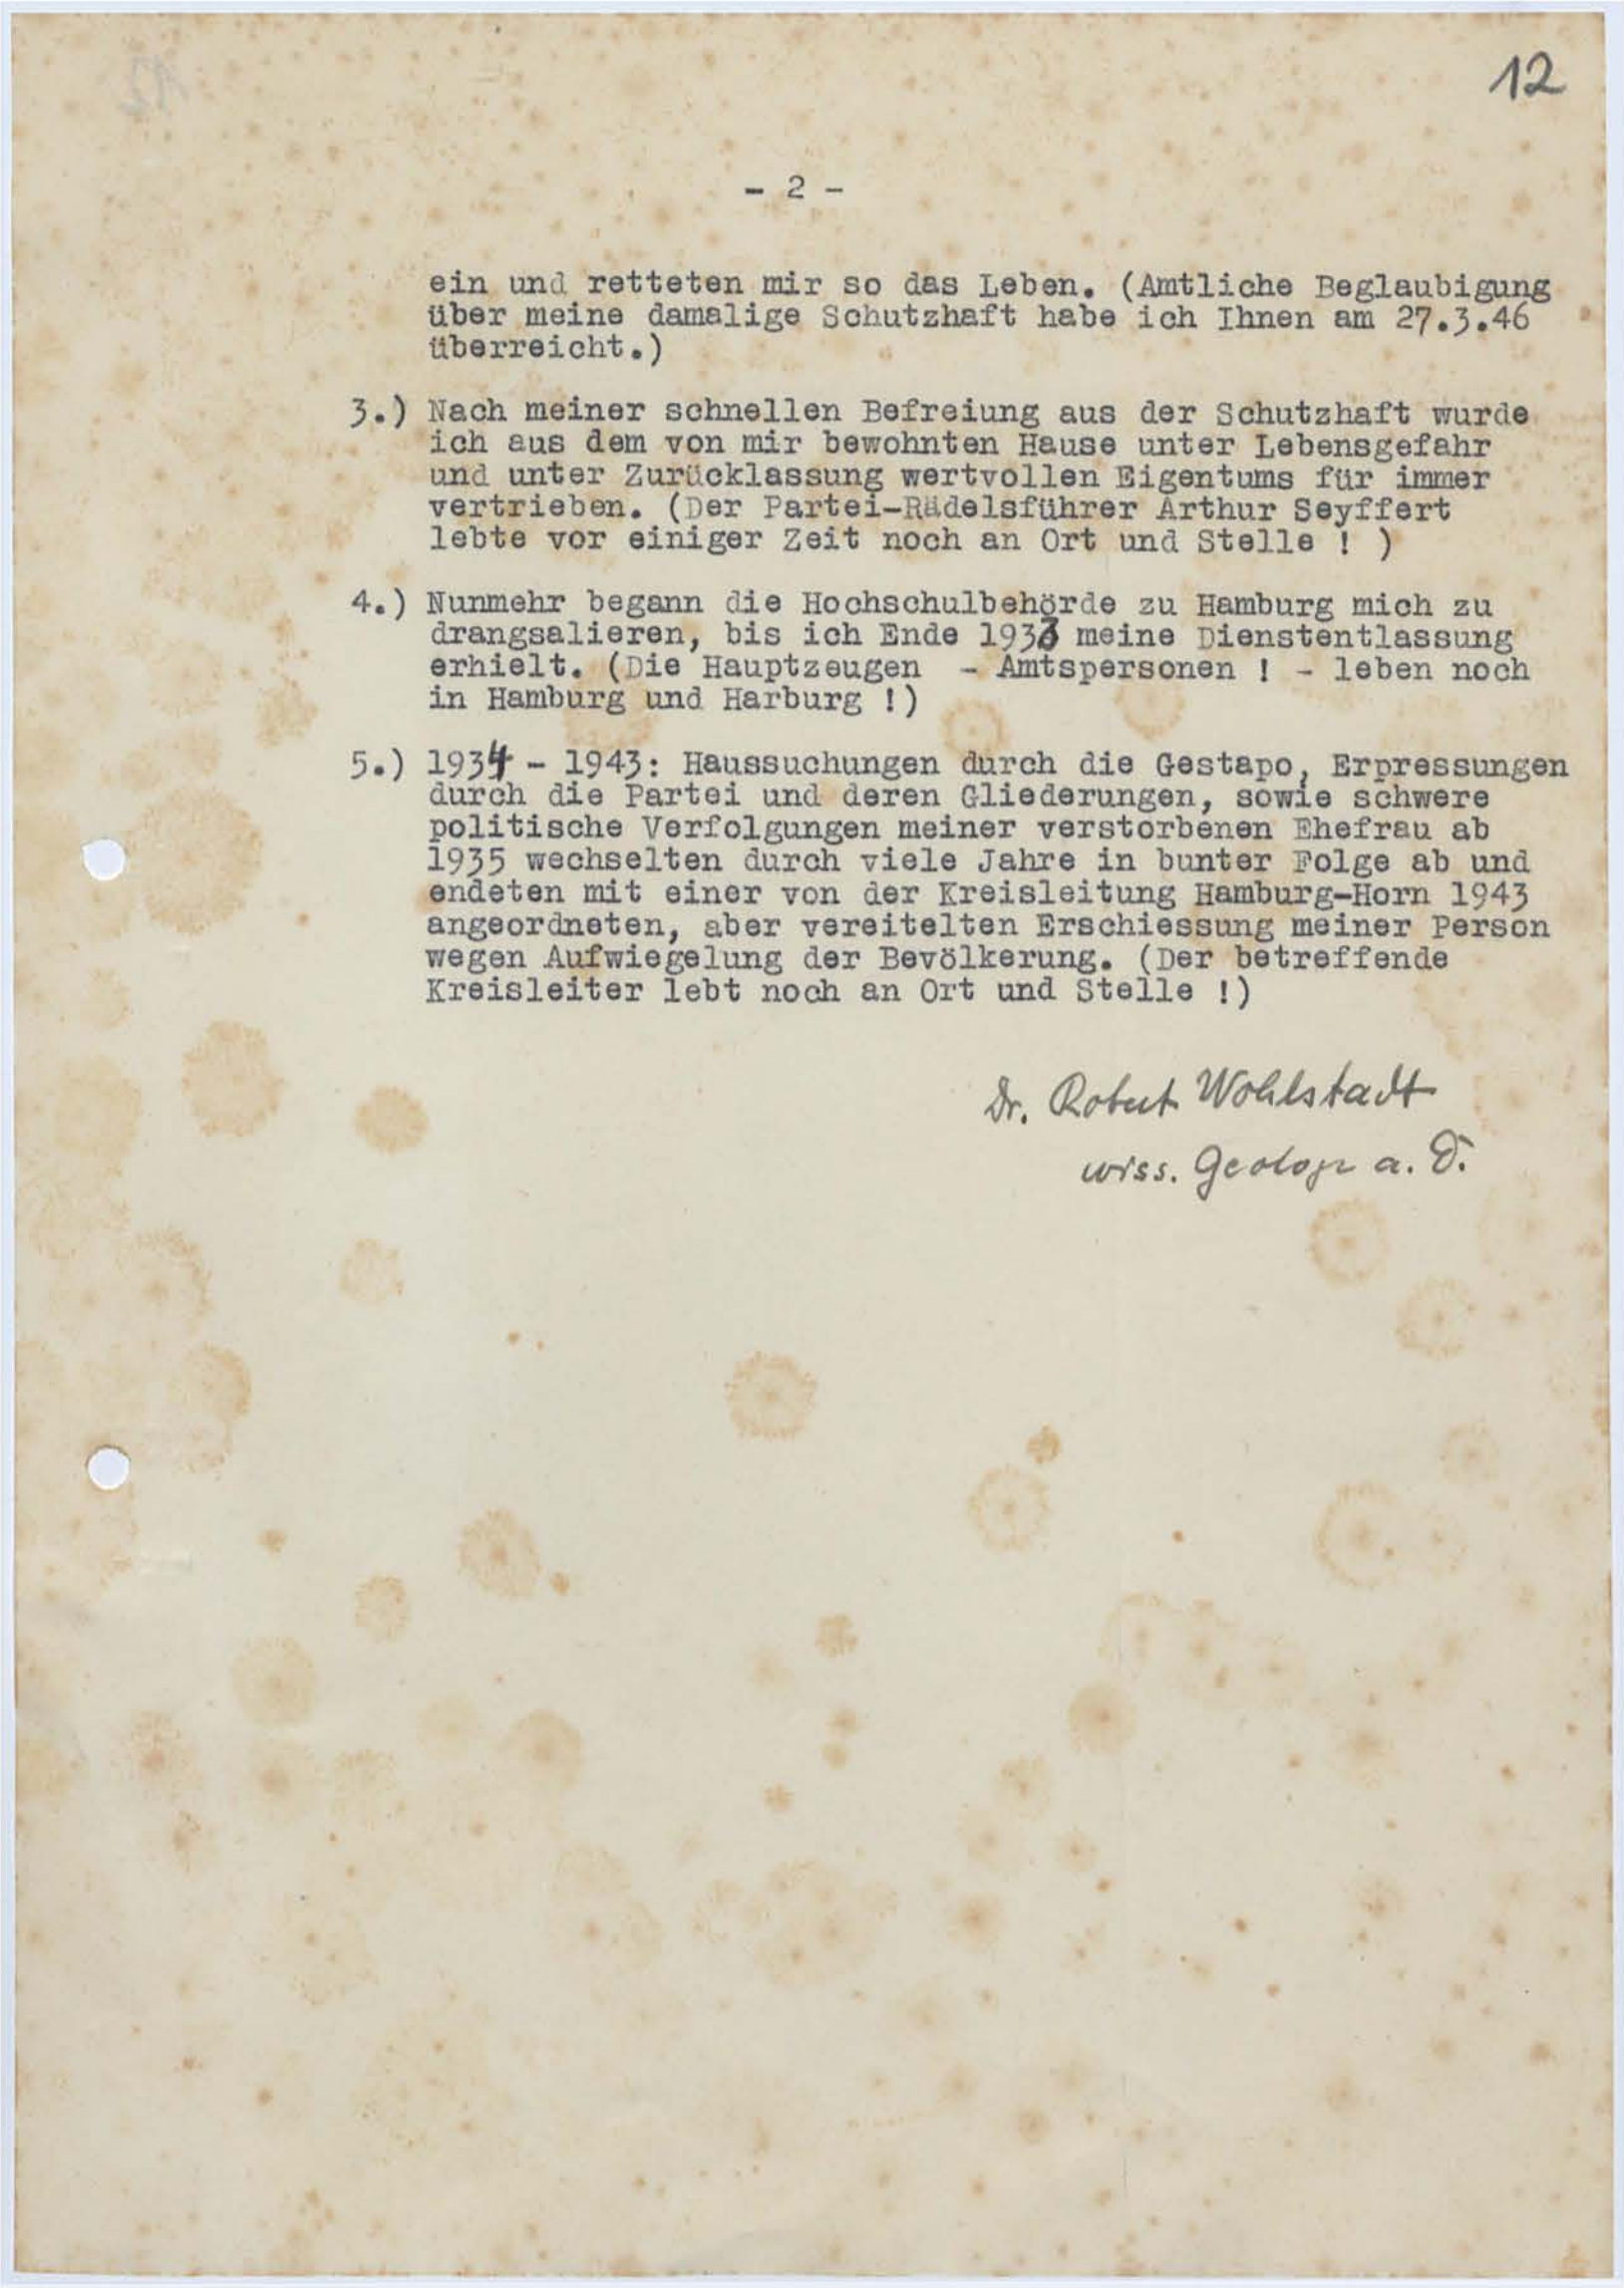 12
- 2 -
ein und retteten mir so das Leben. (Amtliche Beglaubigung
über meine damalige Schutzhaft habe ich Ihnen am 27.3.46
überreicht.)
3.) Nach meiner schnellen Befreiung aus der Schutzhaft wurde
ich aus dem von mir bewohnten Hause unter Lebensgefahr
und unter Zurücklassung wertvollen Eigentums für immer
vertrieben. (Der Partei-Rädelsführer Arthur Seyffert
lebte vor einiger Zeit noch an Ort und Stelle ! )
4.) Nunmehr begann die Hochschulbehörde zu Hamburg mich zu
drangsalieren, bis ich Ende 1933 meine Dienstentlassung
erhielt. (Die Hauptzeugen - Amtspersonen ! - leben noch
in Hamburg und Harburg !)
5.) 1934 - 1943: Haussuchungen durch die Gestapo, Erpressungen
durch die Partei und deren Gliederungen, sowie schwere
politische Verfolgungen meiner verstorbenen Ehefrau ab
1935 wechselten durch viele Jahre in bunter Folge ab und
endeten mit einer von der Kreisleitung Hamburg-Horn 1943
angeordneten, aber vereitelten Erschiessung meiner Person
wegen Aufwiegelung der Bevölkerung. (Der betreffende
Kreisleiter lebt noch an Ort und Stelle !)
Dr. Robert Wohlstadt
wiss. Geologe a. D.